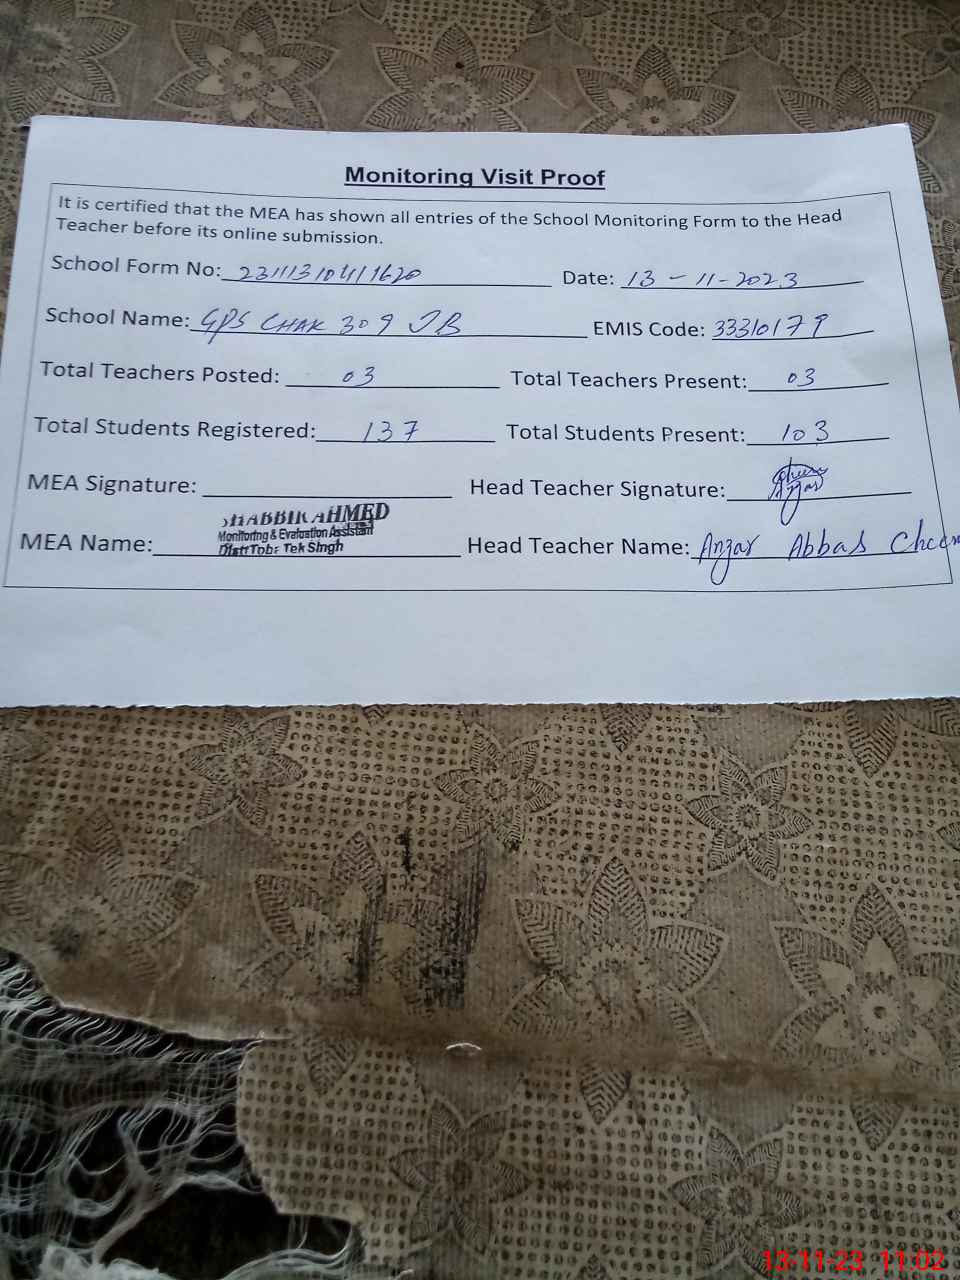 Monitoring Visit Proof
It is certified that the MEA has shown all entries of the School Monitoring Form to the Head
Teacher before its online submission.
School Form No: 23111310411620 Date: 13-11-2023
School Name: GPS CHAK 309 JB EMIS Code: 33310179
Total Teachers Posted: 03 Total Teachers Present: 03
Total Students Registered: 137 Total Students Present: 103
MEA Signature: Head Teacher Signature: Anzar
MEA Name: Head Teacher Name: Anzar Abbas
SHABBIR AHMED
Monitoring & Evaluation Assistant
Distt Toba Tek Singh
13-11-23 11:02